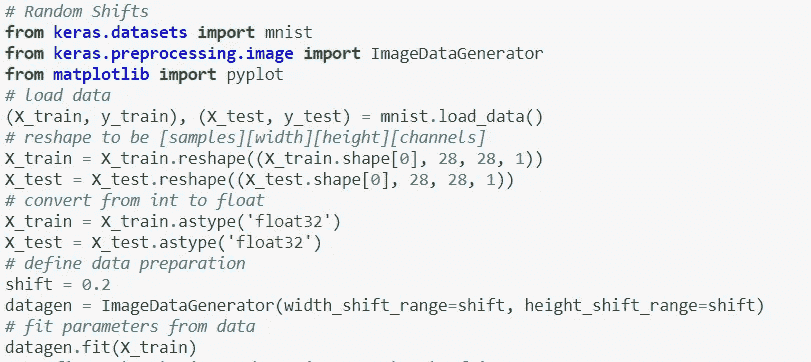 # Random Shifts
from keras.datasets import mnist
from keras.preprocessing.image import ImageDataGenerator
from matplotlib import pyplot
# load data
(X_train, y_train), (X_test, y_test) = mnist.load_data()
# reshape to be [samples][width][height][channels]
X_train = X_train.reshape((X_train.shape[0], 28, 28, 1))
X_test = X_test.reshape((X_test.shape[0], 28, 28, 1))
# convert from int to float
X_train = X_train.astype('float32')
X_test = X_test.astype('float32')
# define data preparation
shift = 0.2
datagen = ImageDataGenerator(width_shift_range=shift, height_shift_range=shift)
# fit parameters from data
datagen.fit(X_train)